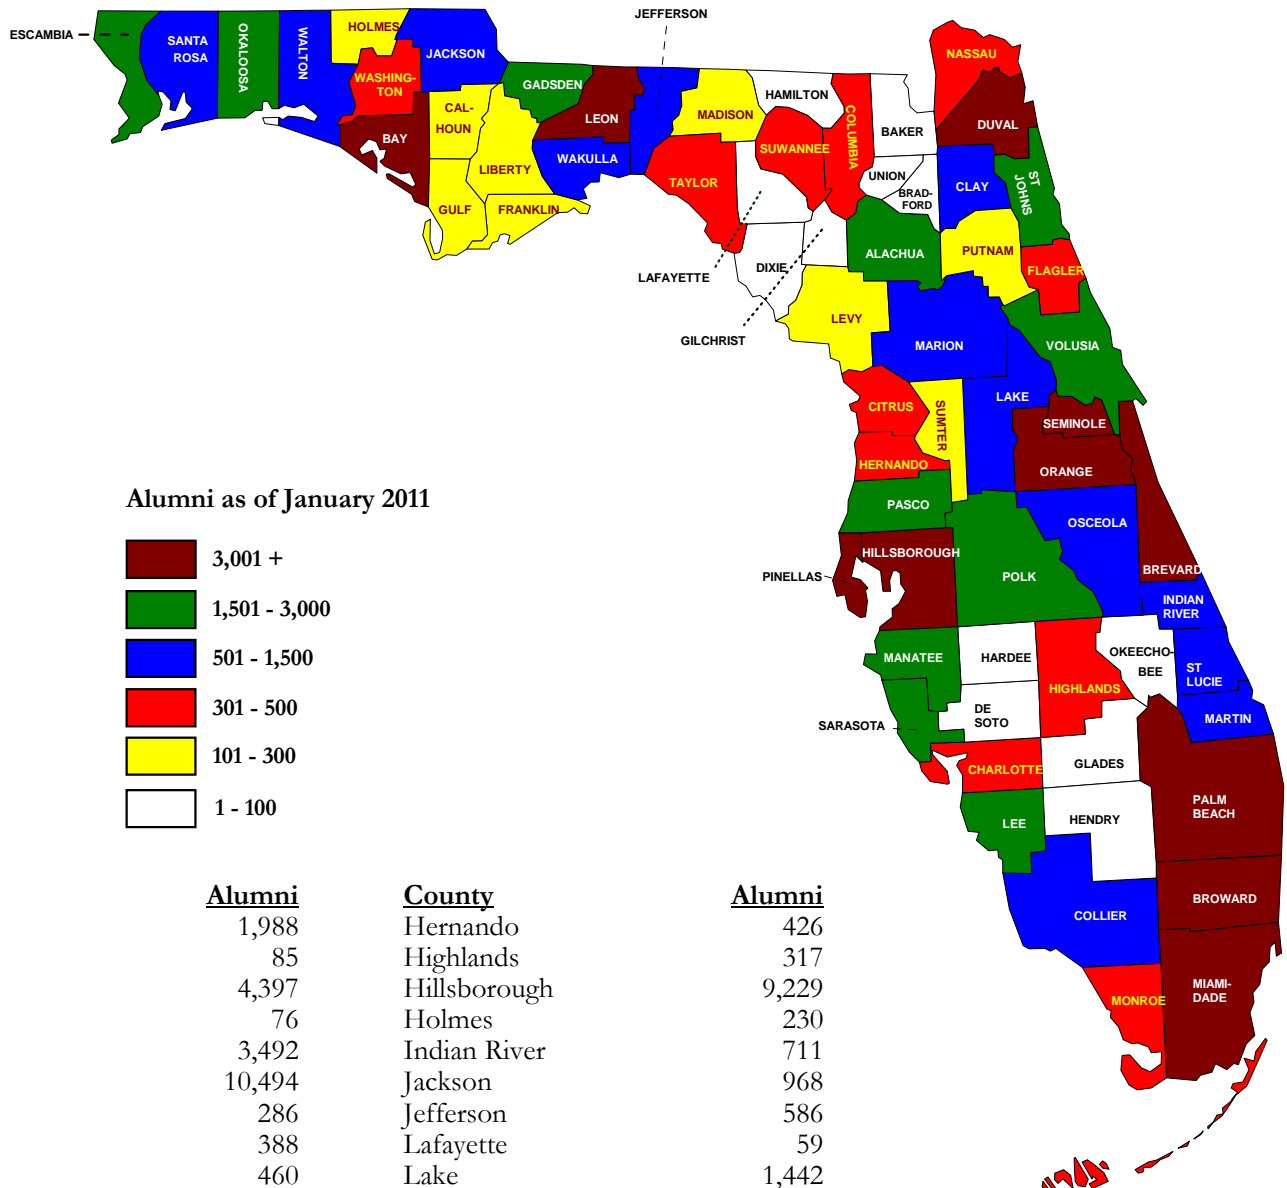 JEFFERSON
ESCAMBIA
SANTA
ROSA
OKALOOSA
WALTON
HOLMES
WASHING-
TON
JACKSON
BAY
CAL-
HOUN
GULF
LIBERTY
FRANKLIN
GADSDEN
LEON
WAKULLA
MADISON
TAYLOR
HAMILTON
SUWANNEE
COLUMBIA
LAFAYETTE
DIXIE
GILCHRIST
BAKER
UNION
BRAD-
FORD
NASSAU
DUVAL
CLAY
ST
JOHNS
ALACHUA
PUTNAM
FLAGLER
LEVY
MARION
VOLUSIA
CITRUS
SUMTER
LAKE
SEMINOLE
ORANGE
HERNANDO
PASCO
HILLSBOROUGH
PINELLAS
POLK
OSCEOLA
BREVARD
INDIAN
RIVER
MANATEE
HARDEE
HIGHLANDS
OKEECHO-
BEE
ST
LUCIE
SARASOTA
DE
SOTO
MARTIN
CHARLOTTE
GLADES
LEE
HENDRY
PALM
BEACH
COLLIER
BROWARD
MONROE
MIAMI-
DADE
Alumni as of January 2011
3,001 +
1,501 - 3,000
501 - 1,500
301 - 500
101 - 300
1 - 100
Alumni County Alumni
1,988 Hernando 426
85 Highlands 317
4,397 Hillsborough 9,229
76 Holmes 230
3,492 Indian River 711
10,494 Jackson 968
286 Jefferson 586
388 Lafayette 59
460 Lake 1,442